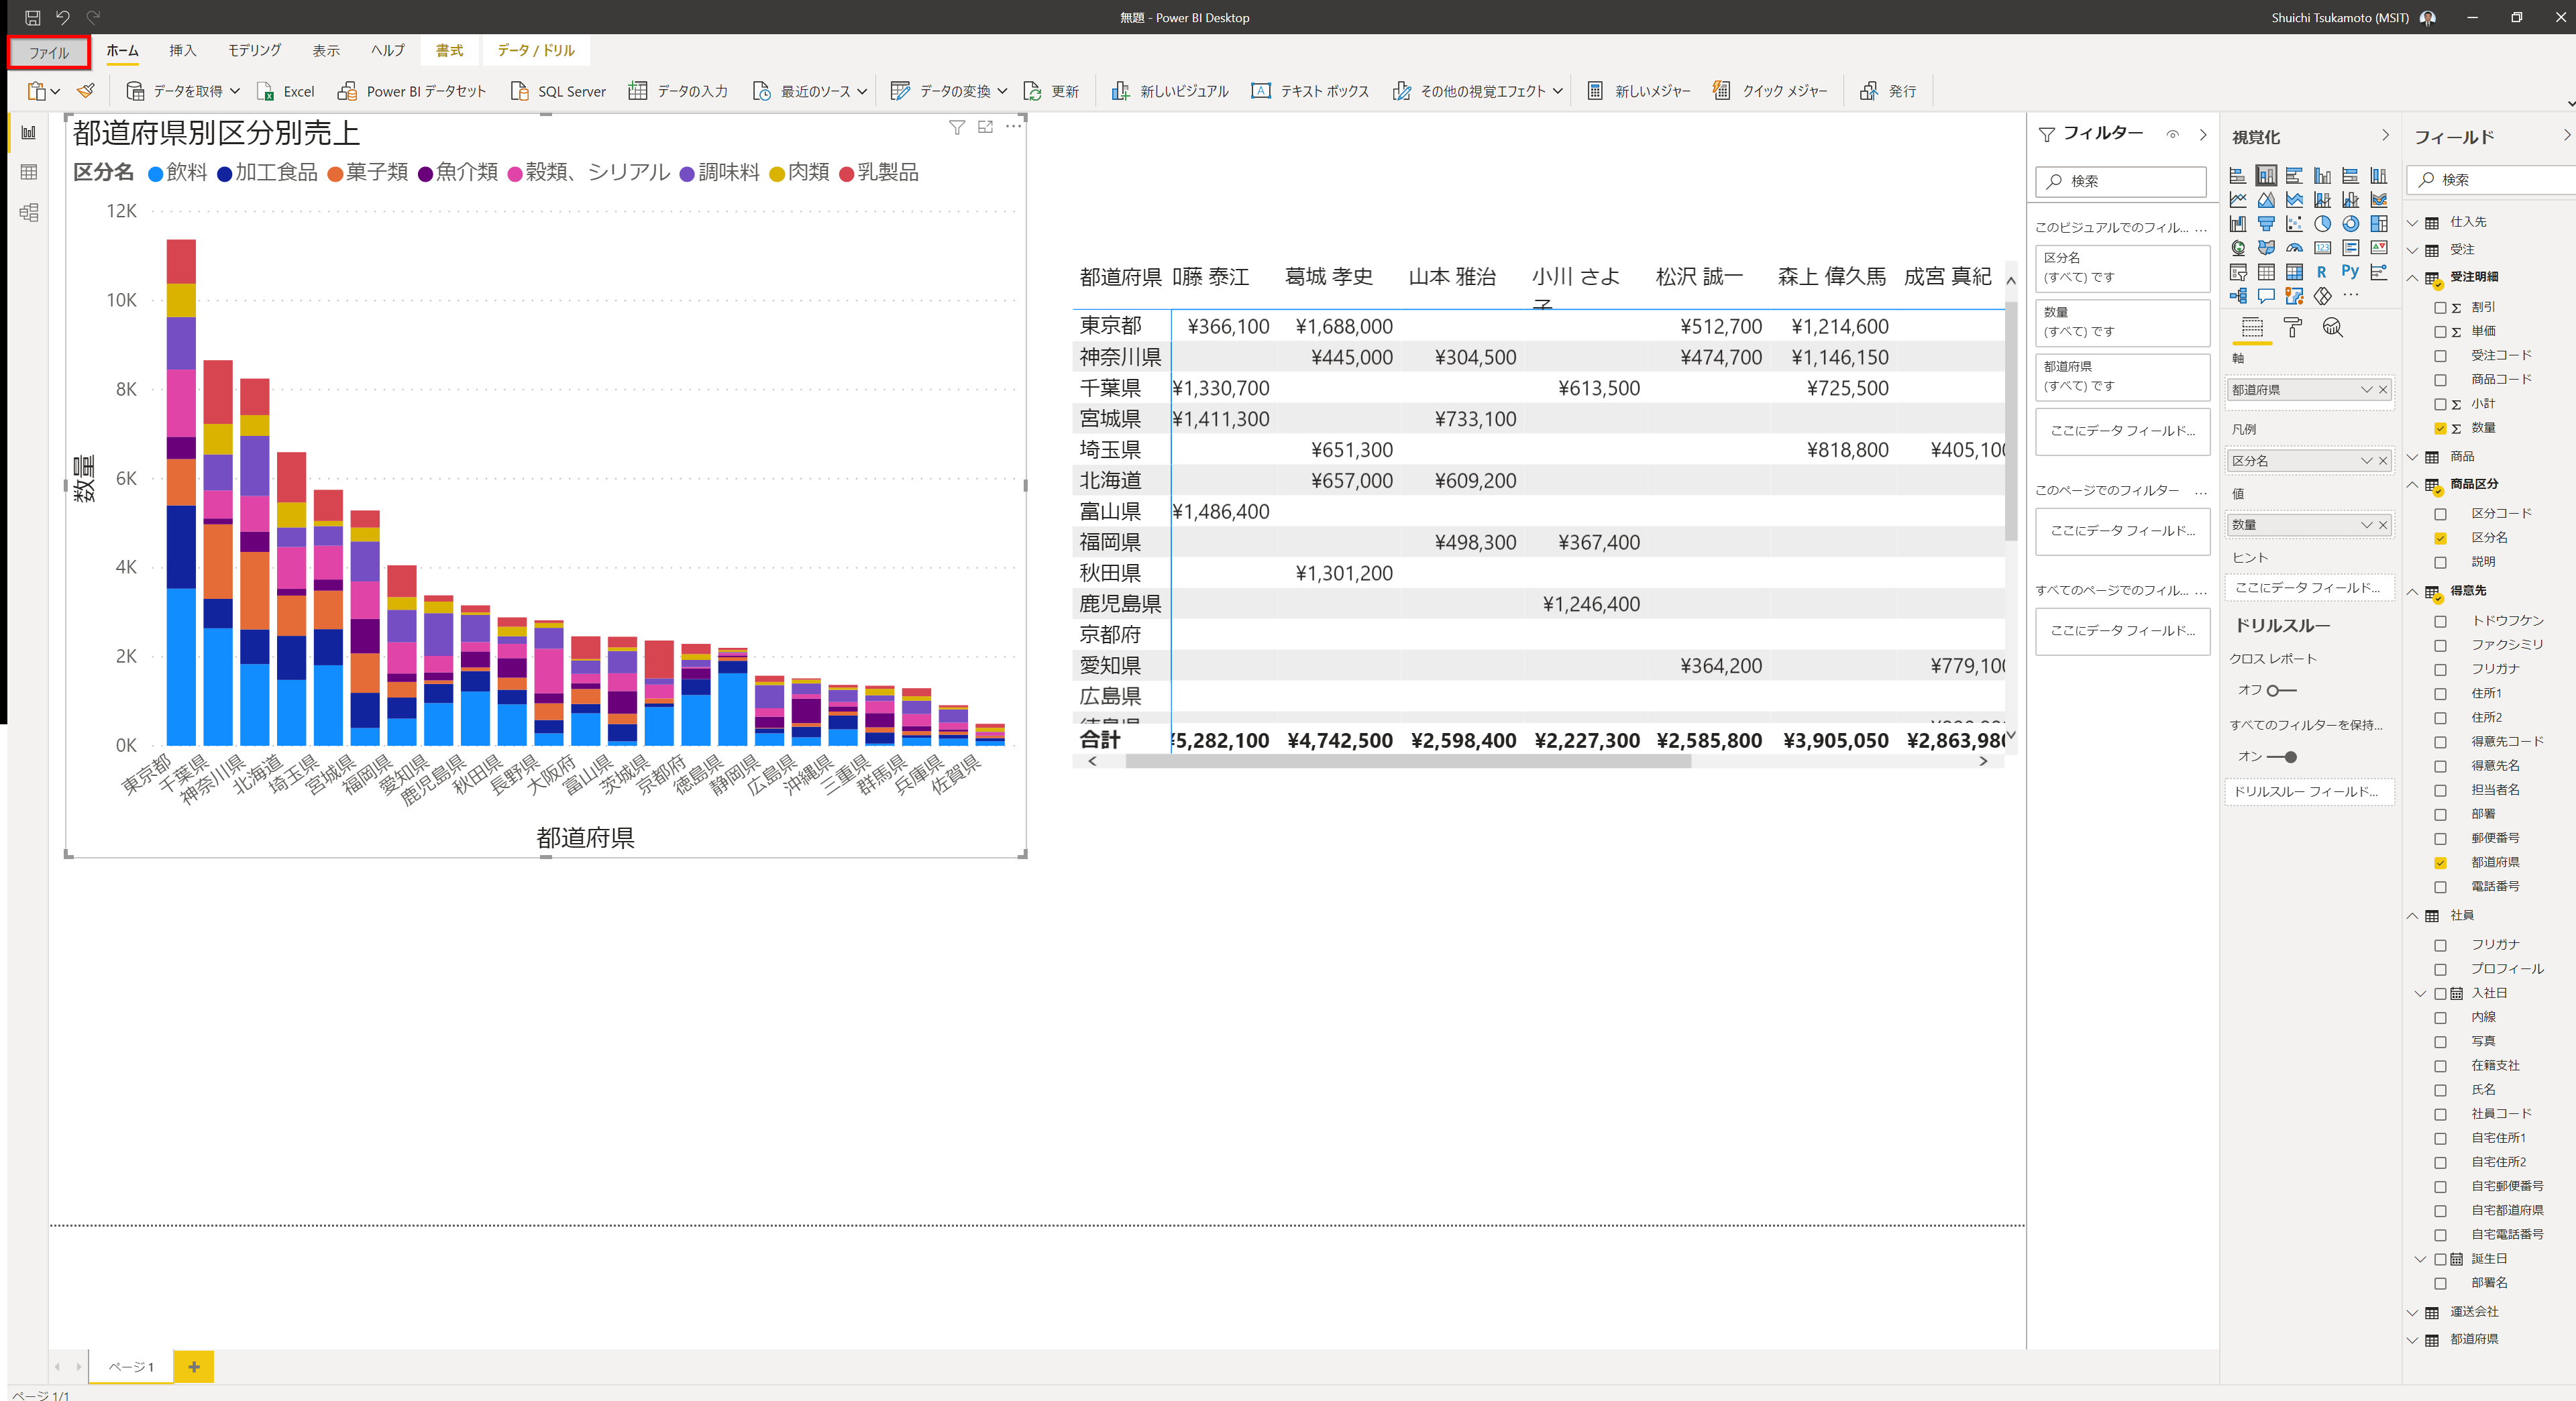 無題 - Power BI Desktop
Shuichi Tsukamoto (MSIT)
ファイル ホーム 挿入 モデリング 表示 ヘルプ 書式 データ / ドリル
データを取得 Excel Power BI データセット SQL Server データの入力 最近のソース データの変換 更新 新しいビジュアル テキスト ボックス その他の視覚エフェクト 新しいメジャー クイック メジャー 発行
都道府県別区分別売上
区分名 飲料 加工食品 菓子類 魚介類 穀類、シリアル 調味料 肉類 乳製品
12K
10K
8K
6K
4K
2K
0K
数量
東京都 千葉県 神奈川県 北海道 埼玉県 宮城県 福岡県 愛知県 鹿児島県 秋田県 長野県 大阪府 富山県 茨城県 京都府 徳島県 静岡県 広島県 沖縄県 三重県 群馬県 兵庫県 佐賀県
都道府県
都道府県 藤 泰江 葛城 孝史 山本 雅治 小川 さよ 松沢 誠一 森上 偉久馬 成宮 真紀
東京都 ¥366,100 ¥1,688,000 ¥512,700 ¥1,214,600
神奈川県 ¥445,000 ¥304,500 ¥474,700 ¥1,146,150
千葉県 ¥1,330,700 ¥613,500 ¥725,500
宮城県 ¥1,411,300 ¥733,100
埼玉県 ¥651,300 ¥818,800 ¥405,100
北海道 ¥657,000 ¥609,200
富山県 ¥1,486,400
福岡県 ¥498,300 ¥367,400
秋田県 ¥1,301,200
鹿児島県 ¥1,246,400
京都府
愛知県 ¥364,200 ¥779,100
広島県
合計 ¥5,282,100 ¥4,742,500 ¥2,598,400 ¥2,227,300 ¥2,585,800 ¥3,905,050 ¥2,863,980
フィルター
検索
このビジュアルでのフィル...
区分名
(すべて) です
数量
(すべて) です
都道府県
(すべて) です
ここにデータ フィールド...
このページでのフィルター ...
ここにデータ フィールド...
すべてのページでのフィル...
ここにデータ フィールド...
視覚化
R Py
123
軸
都道府県
凡例
区分名
値
数量
ヒント
ここにデータ フィールド...
ドリルスルー
クロス レポート
オフ
すべてのフィルターを保持...
オン
ドリルスルー フィールド...
フィールド
検索
仕入先
受注
受注明細
割引
単価
受注コード
商品コード
小計
数量
商品
商品区分
区分コード
区分名
説明
得意先
トドウフケン
ファクシミリ
フリガナ
住所1
住所2
得意先コード
得意先名
担当者名
部署
郵便番号
都道府県
電話番号
社員
フリガナ
プロフィール
入社日
内線
写真
在籍支社
氏名
社員コード
自宅住所1
自宅住所2
自宅郵便番号
自宅都道府県
自宅電話番号
誕生日
部署名
運送会社
都道府県
ページ 1
ページ 1/1